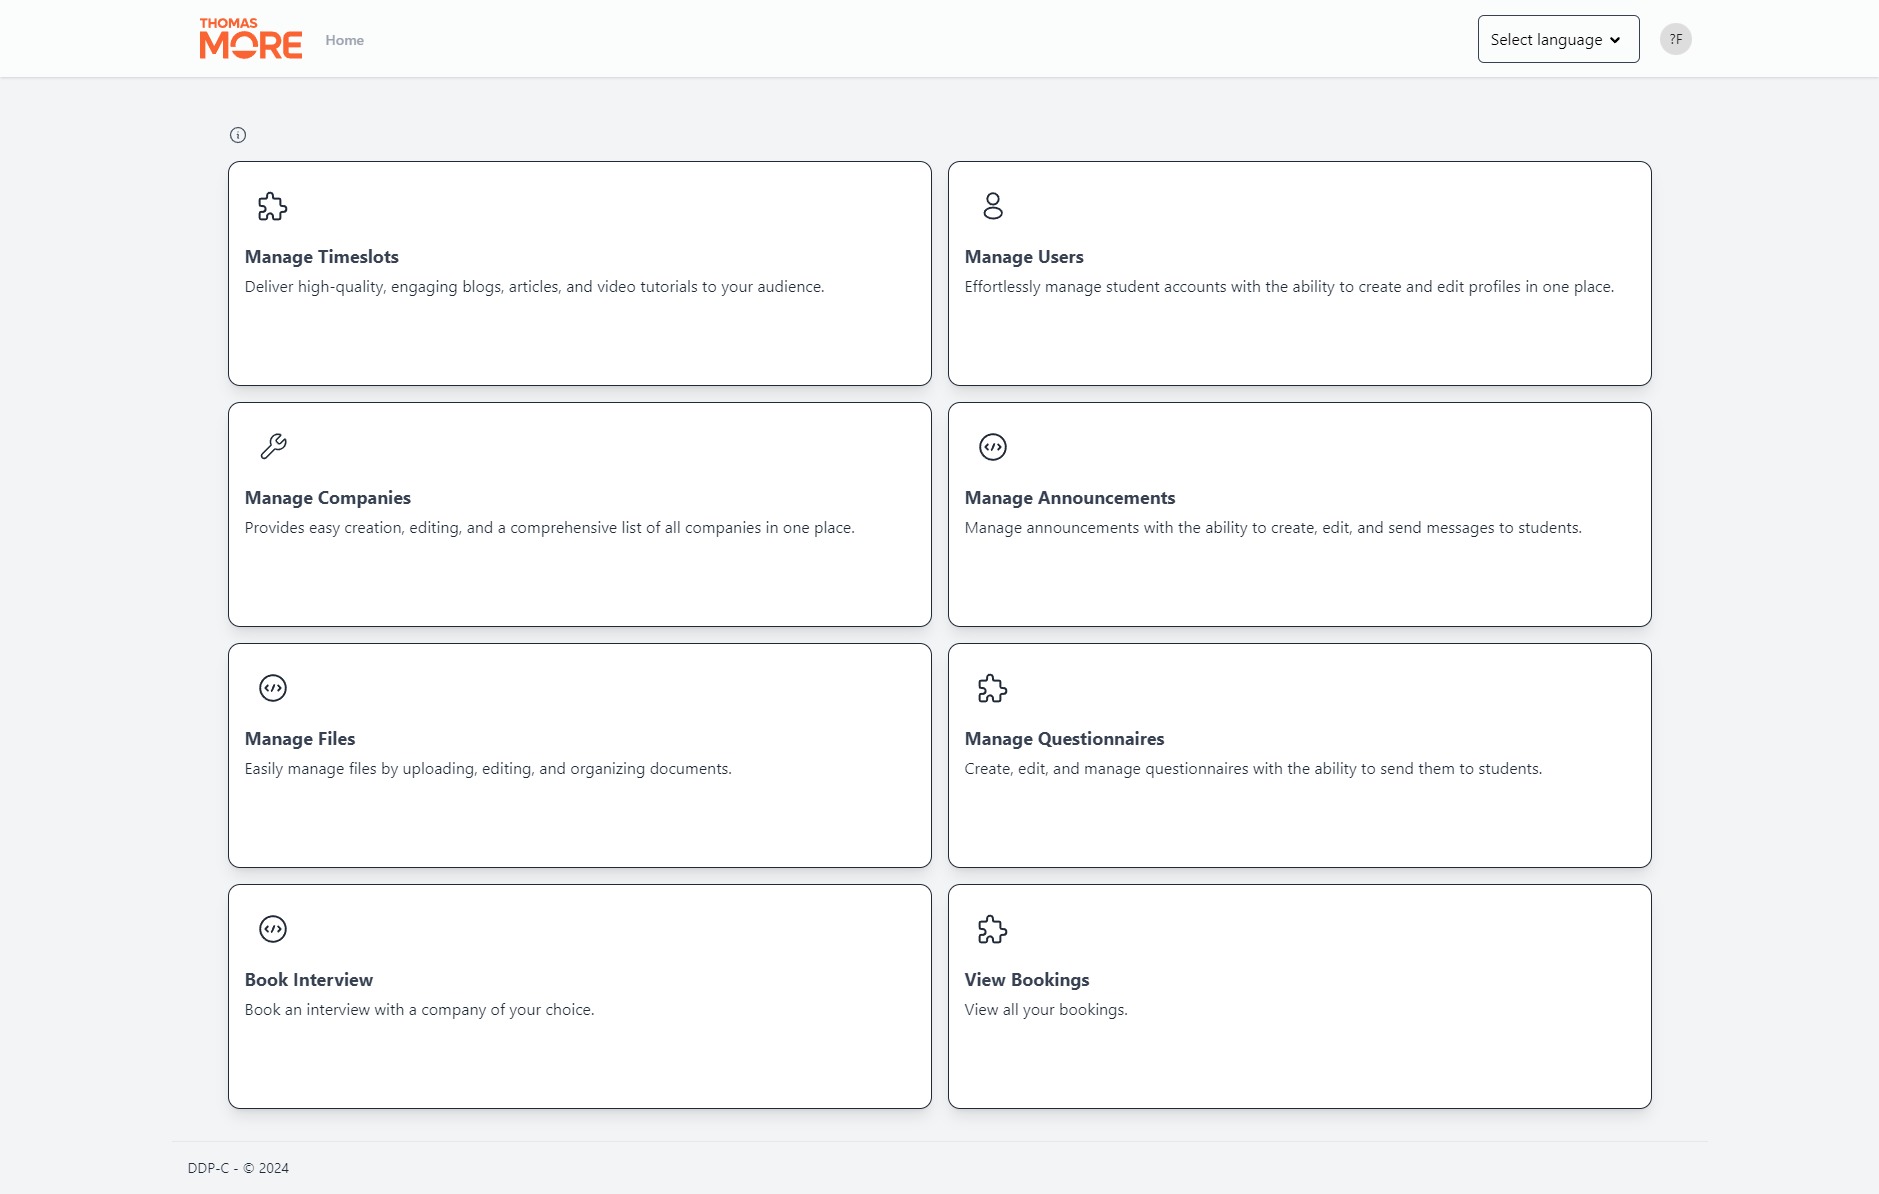 THOMAS
MORE
Home
Select language
?F
Manage Timeslots
Deliver high-quality, engaging blogs, articles, and video tutorials to your audience.
Manage Users
Effortlessly manage student accounts with the ability to create and edit profiles in one place.
Manage Companies
Provides easy creation, editing, and a comprehensive list of all companies in one place.
Manage Announcements
Manage announcements with the ability to create, edit, and send messages to students.
Manage Files
Easily manage files by uploading, editing, and organizing documents.
Manage Questionnaires
Create, edit, and manage questionnaires with the ability to send them to students.
Book Interview
Book an interview with a company of your choice.
View Bookings
View all your bookings.
DDP-C - © 2024